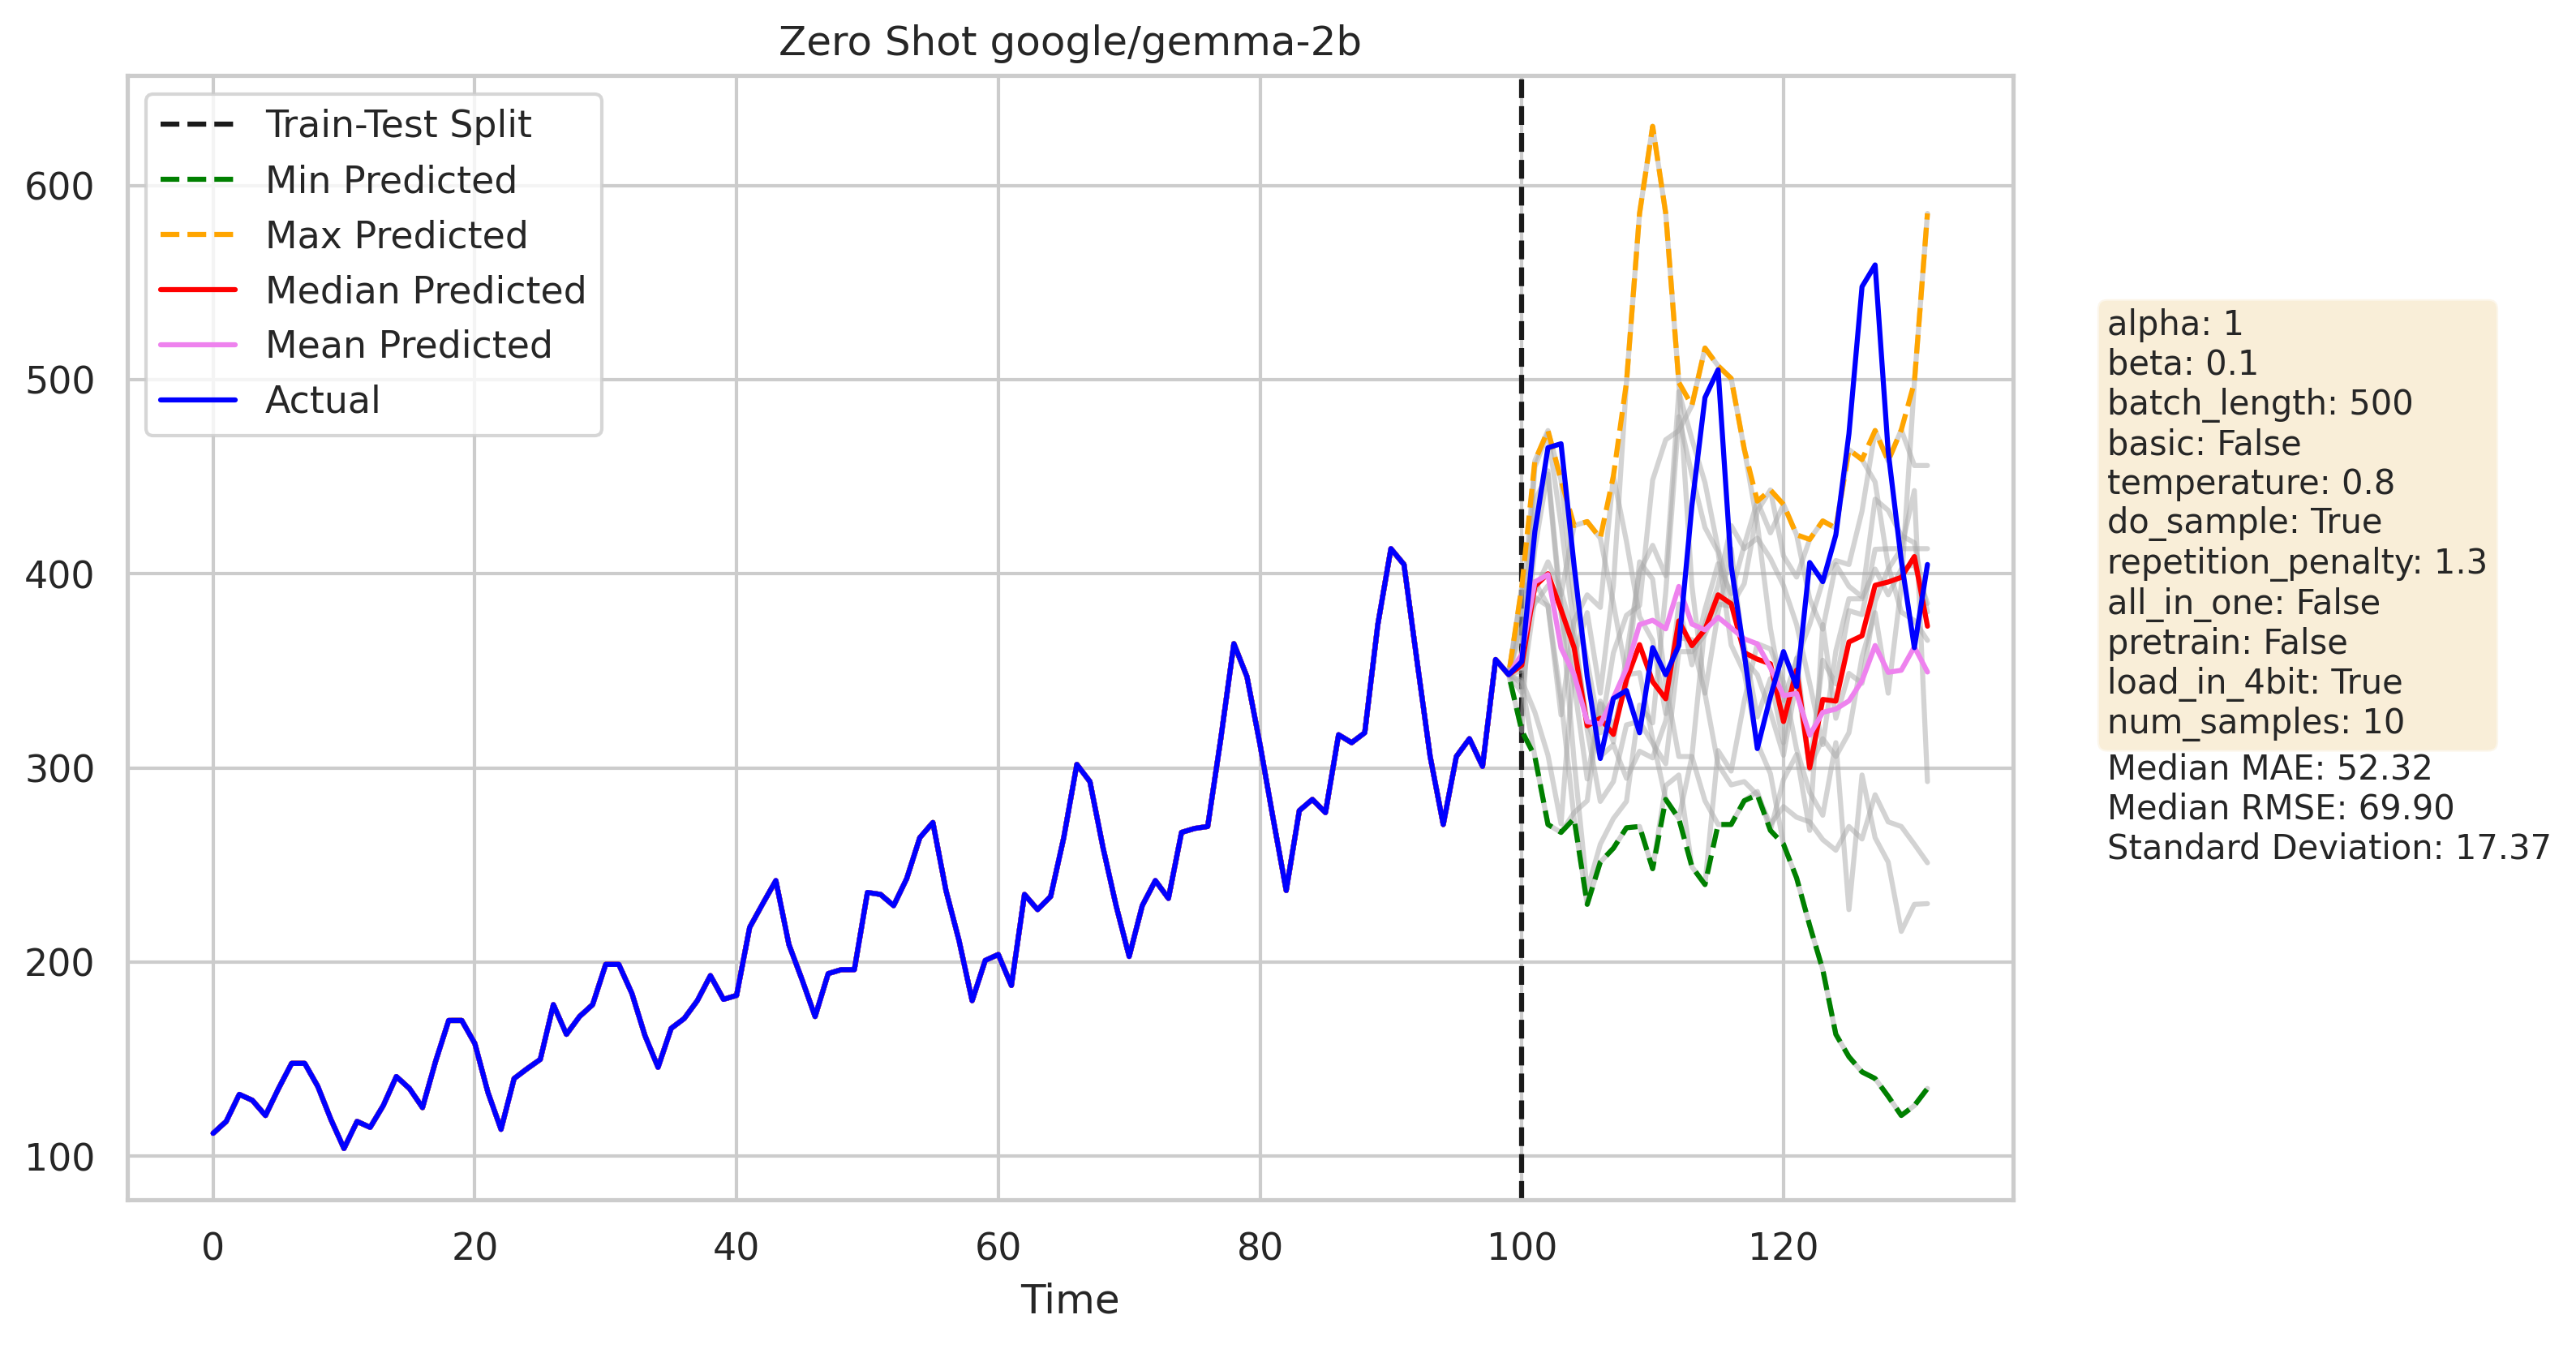 Zero Shot google/gemma-2b
Train-Test Split
Min Predicted
Max Predicted
Median Predicted
Mean Predicted
Actual
600
500
400
300
200
100
0 20 40 60 80 100 120
Time
alpha: 1
beta: 0.1
batch_length: 500
basic: False
temperature: 0.8
do_sample: True
repetition_penalty: 1.3
all_in_one: False
pretrain: False
load_in_4bit: True
num_samples: 10
Median MAE: 52.32
Median RMSE: 69.90
Standard Deviation: 17.37